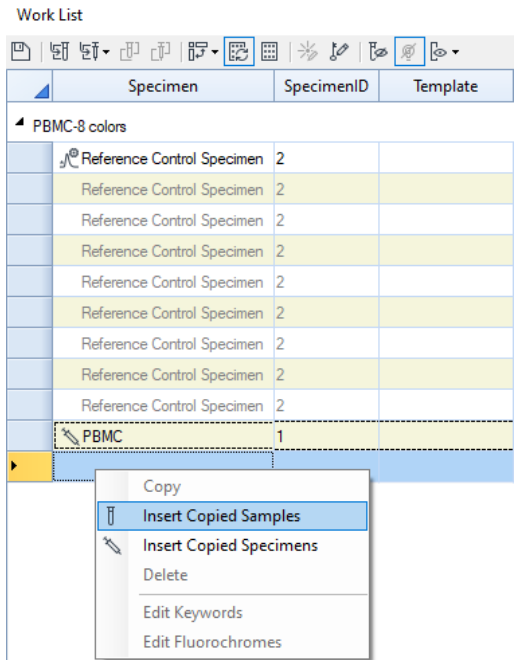 Work List
Specimen SpecimenID Template
PBMC-8 colors
Reference Control Specimen 2
Reference Control Specimen 2
Reference Control Specimen 2
Reference Control Specimen 2
Reference Control Specimen 2
Reference Control Specimen 2
Reference Control Specimen 2
Reference Control Specimen 2
Reference Control Specimen 2
PBMC 1
Copy
Insert Copied Samples
Insert Copied Specimens
Delete
Edit Keywords
Edit Fluorochromes